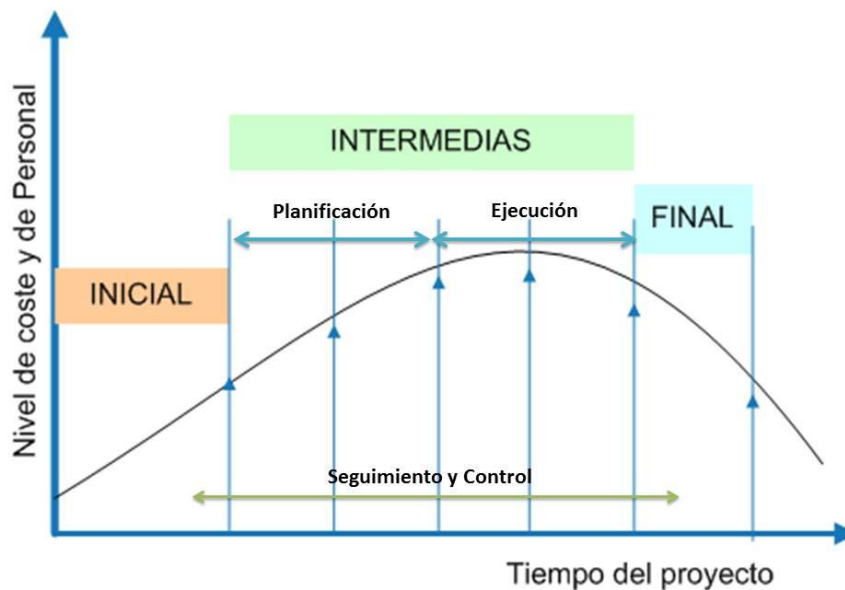 Nivel de coste y de Personal
INTERMEDIAS
Planificación
Ejecución
FINAL
INICIAL
Seguimiento y Control
Tiempo del proyecto